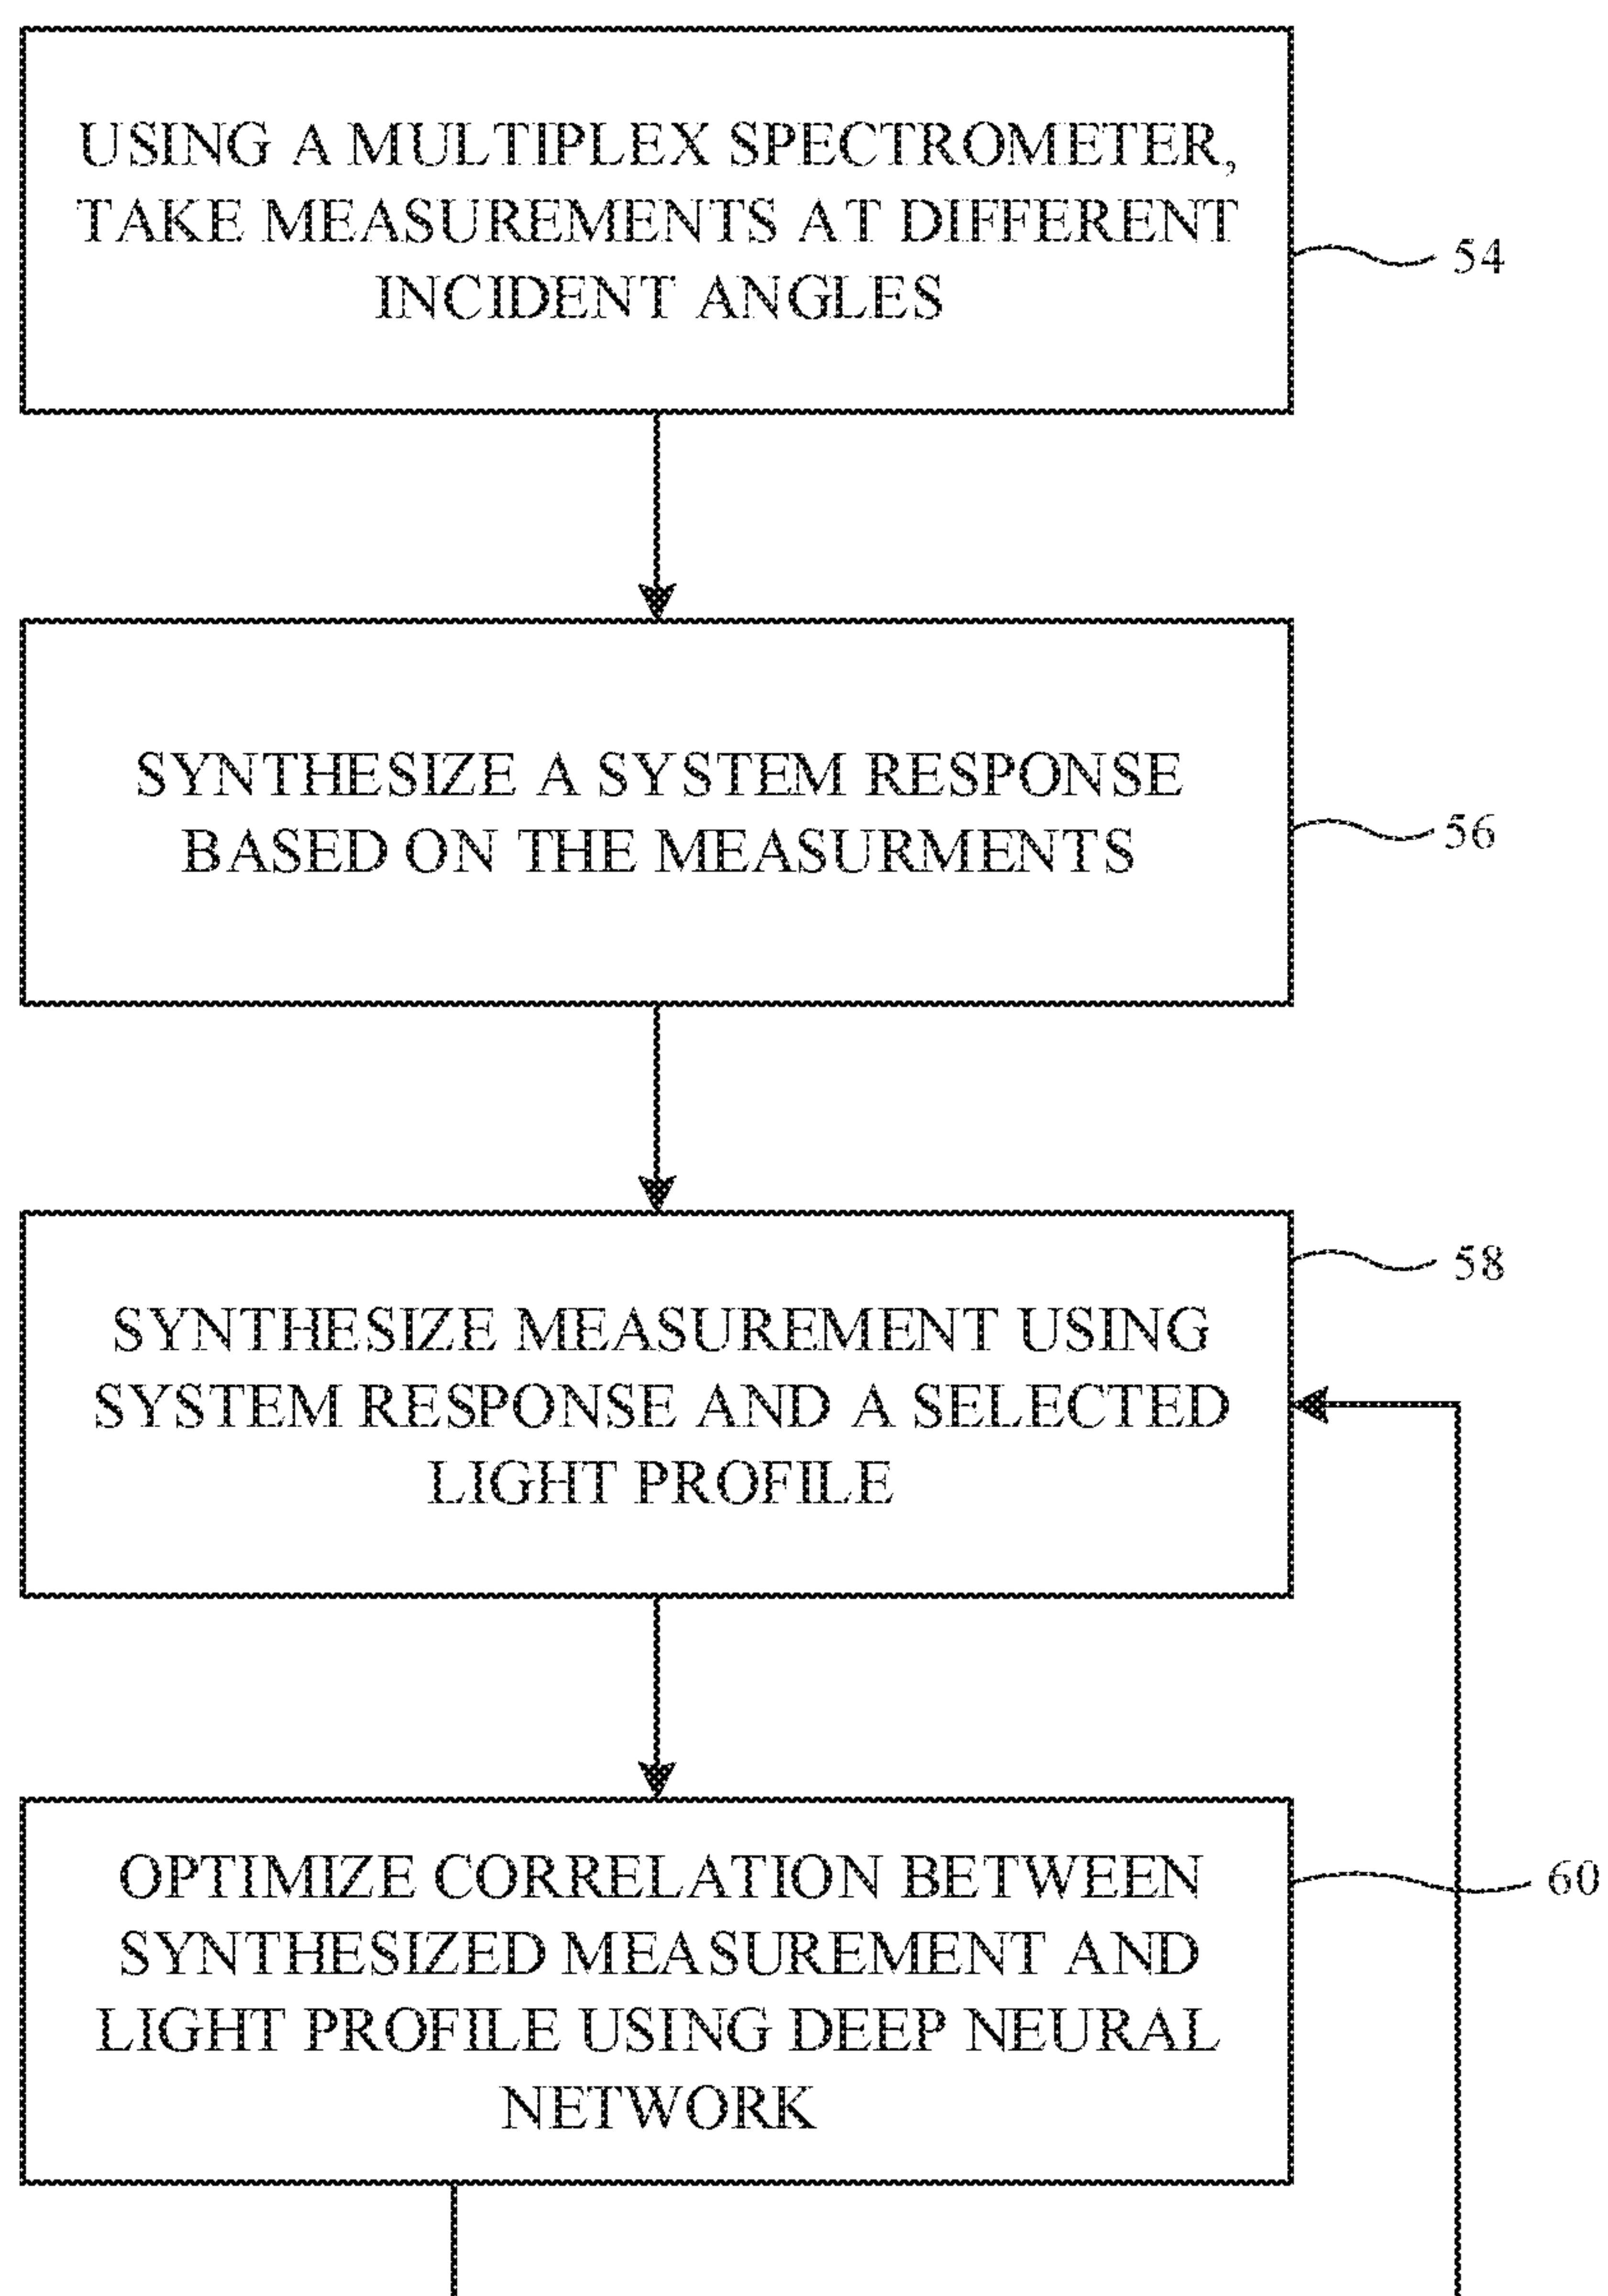 USING A MULTIPLEX SPECTROMETER,
TAKE MEASUREMENTS AT DIFFERENT
INCIDENT ANGLES
54
SYNTHESIZE A SYSTEM RESPONSE
BASED ON THE MEASURMENTS
56
58
SYNTHESIZE MEASUREMENT USING
SYSTEM RESPONSE AND A SELECTED
LIGHT PROFILE
OPTIMIZE CORRELATION BETWEEN
SYNTHESIZED MEASUREMENT AND
LIGHT PROFILE USING DEEP NEURAL
NETWORK
60